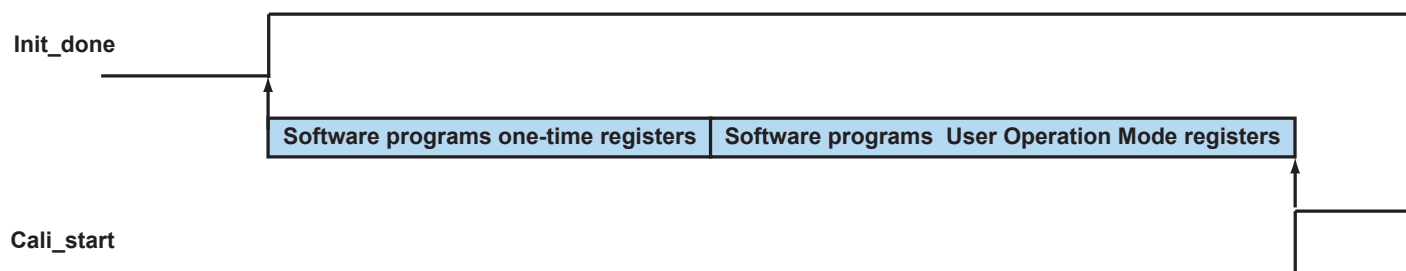 Init_done
Software programs one-time registers
Software programs User Operation Mode registers
Cali_start